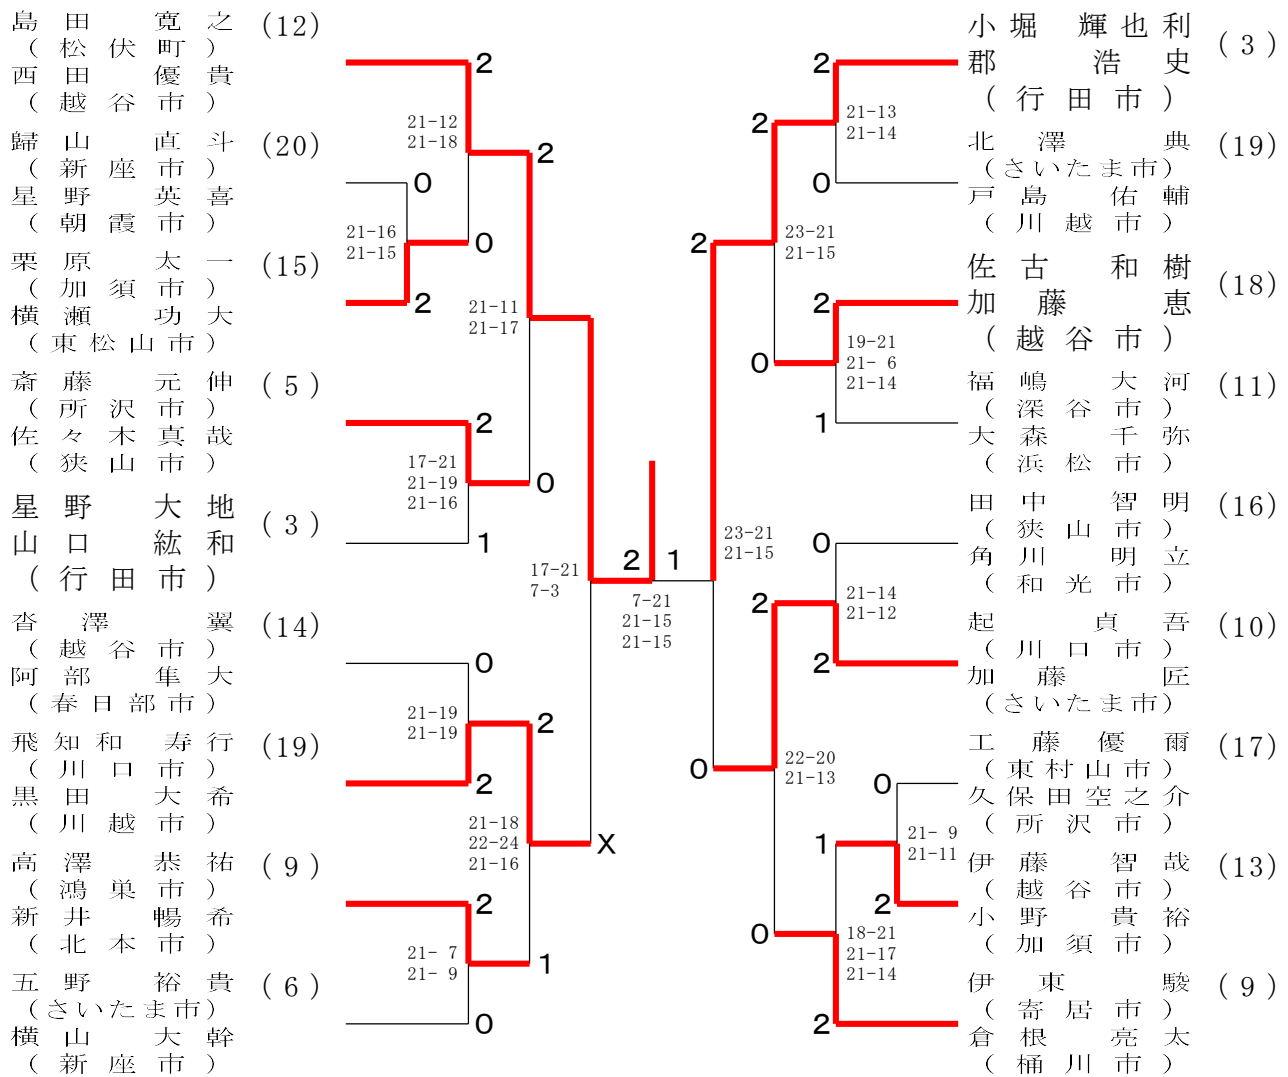 島田 寛之 (12)
(松伏町)
西田 優貴
(越谷市)
歸山 直斗 (20)
(新座市)
星野 英喜
(朝霞市)
栗原 太一 (15)
(加須市)
横瀬 功大
(東松山市)
斎藤 元伸 (5)
(所沢市)
佐々木真哉
(狭山市)
星野 大地 (3)
山口 紘和
(行田市)
沓澤 翼 (14)
(越谷市)
阿部 隼大
(春日部市)
飛知和 寿行 (19)
(川口市)
黒田 大希
(川越市)
高澤 恭祐 (9)
(鴻巣市)
新井 暢希
(北本市)
五野 裕貴 (6)
(さいたま市)
横山 大幹
(新座市)
2
21-12
21-18
2
0
21-16
21-15
0
2
21-11
21-17
2
17-21
21-19
21-16
0
1
17-21
7-3
0
21-19
21-19
2
2
21-18
22-24
21-16
X
2
21- 7
21- 9
1
0
2 1
7-21
21-15
21-15
2
21-13
21-14
2
0
23-21
21-15
2
2
19-21
21- 6
21-14
0
1
23-21
21-15
0
21-14
21-12
2
2
22-20
21-13
0
0
21- 9
21-11
1
2
18-21
21-17
21-14
0
2
小堀 輝也利 (3)
郡 浩史
(行田市)
北澤 典 (19)
(さいたま市)
戸島 佑輔
(川越市)
佐古 和樹 (18)
加藤 恵
(越谷市)
福嶋 大河 (11)
(深谷市)
大森 千弥
(浜松市)
田中 智明 (16)
(狭山市)
角川 明立
(和光市)
起 貞吾 (10)
(川口市)
加藤 匠
(さいたま市)
工藤優爾 (17)
(東村山市)
久保田空之介
(所沢市)
伊藤 智哉 (13)
(越谷市)
小野 貴裕
(加須市)
伊東 駿 (9)
(寄居市)
倉根 亮太
(桶川市)